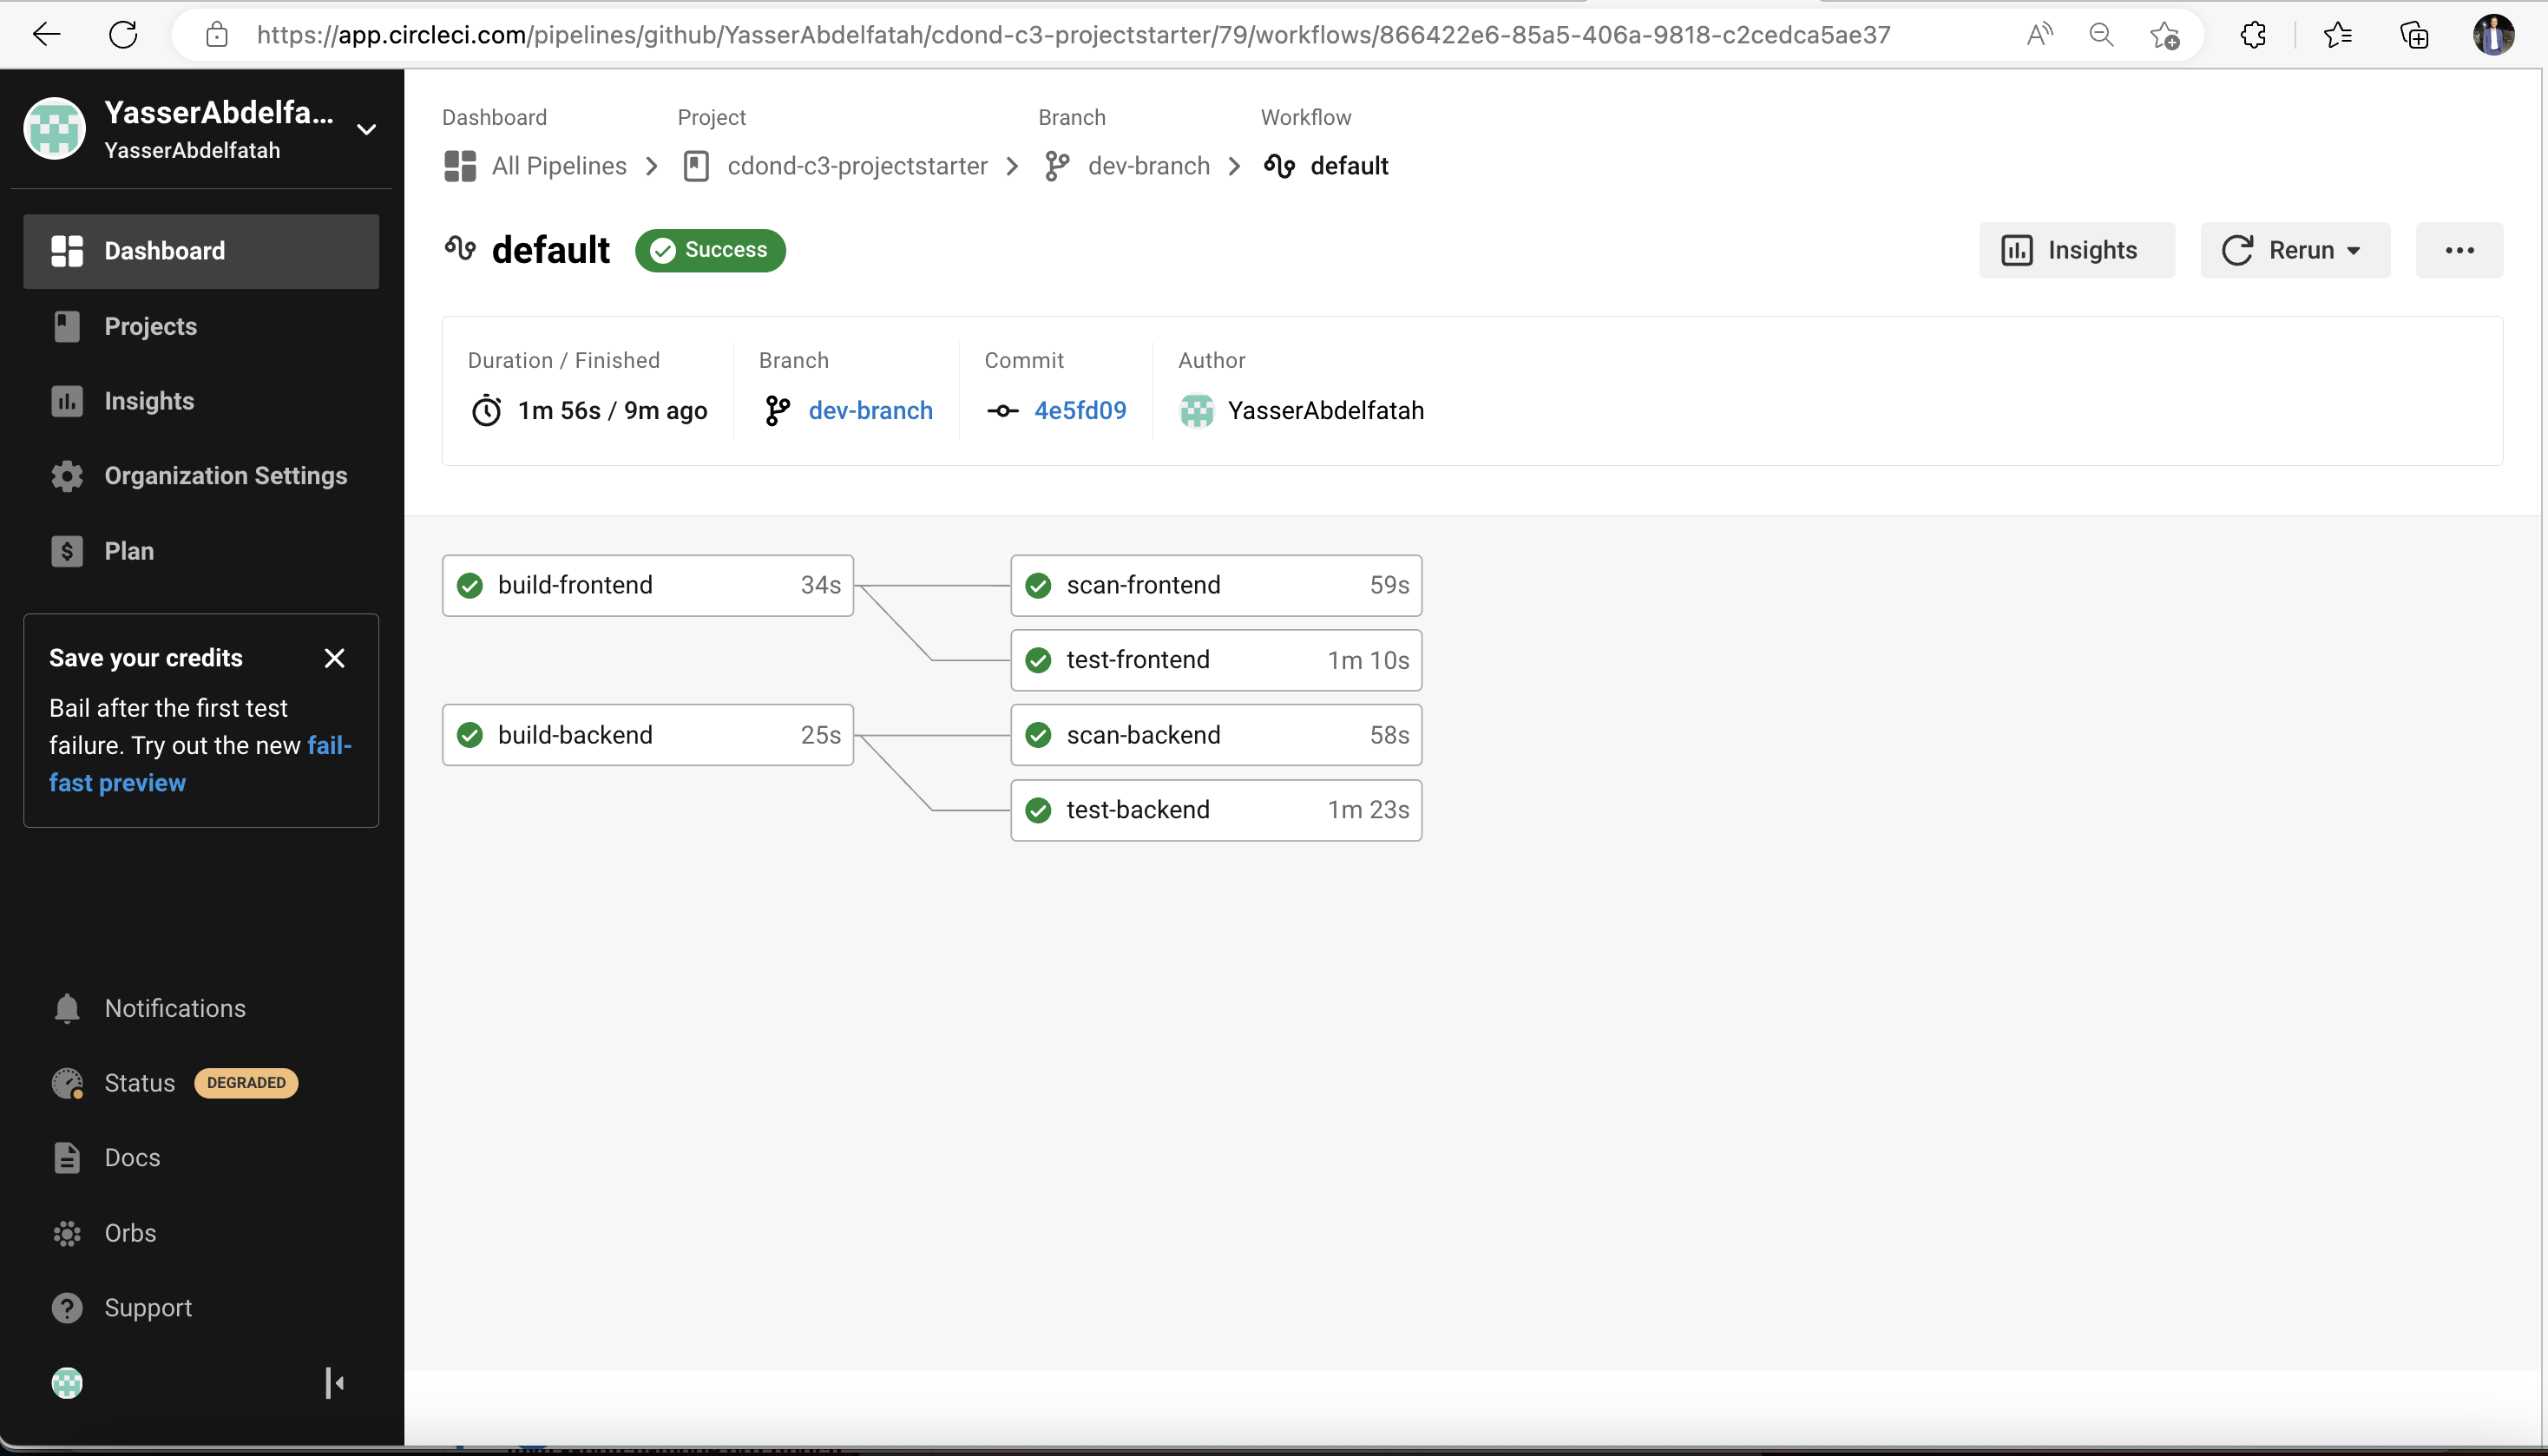 https://app.circleci.com/pipelines/github/YasserAbdelfatah/cdond-c3-projectstarter/79/workflows/866422e6-85a5-406a-9818-c2cedca5ae37
YasserAbdelfa...
YasserAbdelfatah
Dashboard
Projects
Insights
Organization Settings
Plan
Save your credits
Bail after the first test
failure. Try out the new fail-
fast preview
Notifications
Status DEGRADED
Docs
Orbs
Support
Dashboard Project Branch Workflow
All Pipelines cdond-c3-projectstarter dev-branch default
default Success Insights Rerun
Duration / Finished Branch Commit Author
1m 56s / 9m ago dev-branch 4e5fd09 YasserAbdelfatah
build-frontend 34s scan-frontend 59s
test-frontend 1m 10s
build-backend 25s scan-backend 58s
test-backend 1m 23s